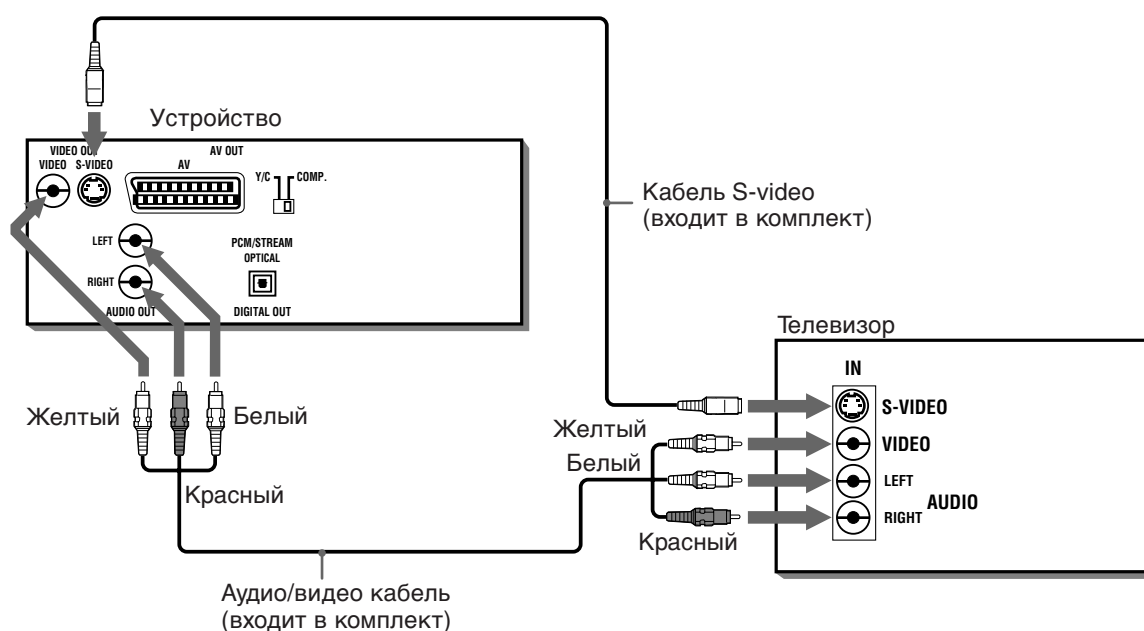 Устройство
VIDEO OUT
AV OUT
VIDEO S-VIDEO
AV
Y/C
COMP.
LEFT
PCM/STREAM
OPTICAL
RIGHT
AUDIO OUT
DIGITAL OUT
Кабель S-video
(входит в комплект)
Желтый
Белый
Красный
Телевизор
IN
S-VIDEO
Желтый
VIDEO
Белый
LEFT
AUDIO
RIGHT
Красный
Аудио/видео кабель
(входит в комплект)